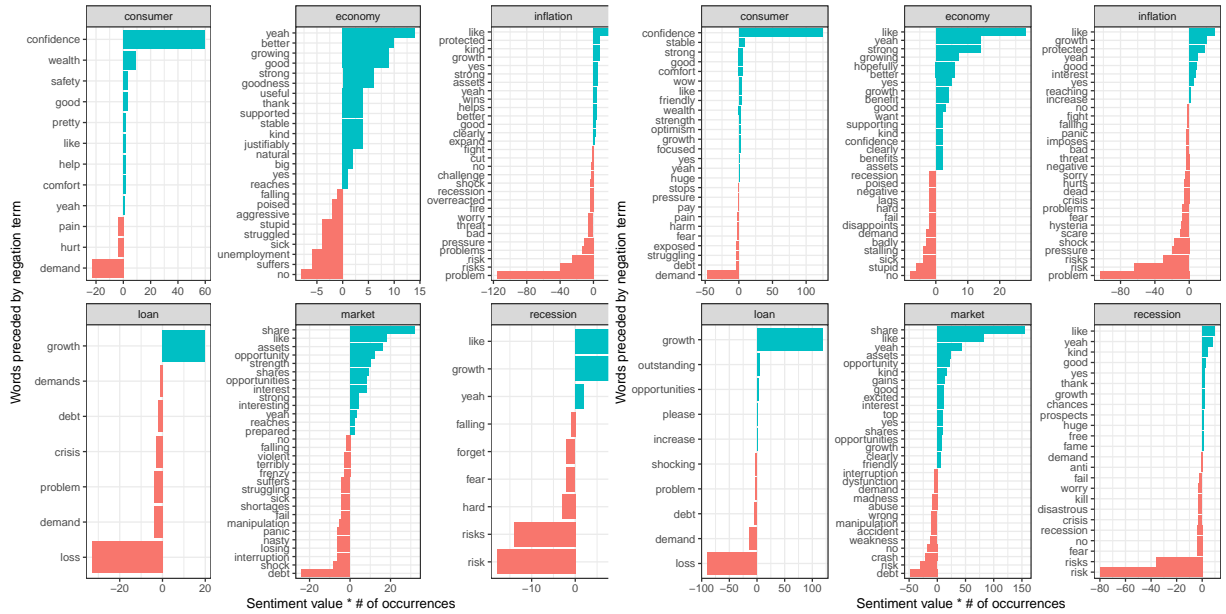 consumer
confidence
wealth
safety
good
pretty
like
help
comfort
yeah
pain
hurt
demand
−20 0 20 40 60
economy
yeah
better
growing
good
strong
goodness
useful
thank
supported
stable
kind
justifiably
natural
big
yes
reaches
falling
poised
aggressive
stupid
struggled
sick
unemployment
suffers
no
−5 0 5 10 15
inflation
like
protected
kind
growth
yes
strong
assets
yeah
wins
helps
better
good
clearly
expand
fight
cut
no
challenge
shock
recession
overreacted
fire
worry
threat
bad
pressure
problems
risks
risk
problem
−120 −80 −40 0
loan
growth
demands
debt
crisis
problem
demand
loss
−20 0 20
market
share
like
assets
opportunity
strength
shares
opportunities
interest
strong
interesting
yeah
reaches
prepared
no
falling
violent
terribly
frenzy
suffers
struggling
sick
shortages
fail
manipulation
panic
nasty
losing
interruption
shock
debt
−20 0 20
recession
like
growth
yeah
falling
forget
fear
hard
risks
risk
−10 0
Words preceded by negation term
Sentiment value * # of occurrences
consumer
confidence
stable
strong
good
comfort
wow
like
friendly
wealth
strength
optimism
growth
focused
yes
yeah
huge
stops
pressure
pay
pain
harm
fear
exposed
struggling
debt
demand
−50 0 50 100
economy
like
yeah
strong
growing
hopefully
better
yes
growth
benefit
good
want
supporting
kind
confidence
clearly
benefits
assets
recession
poised
negative
lags
hard
fail
disappoints
demand
badly
stalling
sick
stupid
no
−10 0 10 20 30
inflation
like
growth
protected
yeah
good
interest
yes
reaching
increase
no
fight
falling
panic
imposes
bad
threat
negative
sorry
hurts
dead
crisis
problems
fear
hysteria
scare
shock
pressure
risks
risk
problem
−80 −40 0
loan
growth
outstanding
opportunities
please
increase
shocking
problem
debt
demand
loss
−100 −50 0 50 100
market
share
like
yeah
assets
opportunity
kind
gains
good
excited
interest
top
yes
shares
opportunities
growth
clearly
friendly
interruption
dysfunction
demand
madness
abuse
wrong
manipulation
accident
weakness
no
crash
risk
debt
−50 0 50 100 150
recession
like
yeah
kind
good
yes
thank
growth
chances
prospects
huge
free
fame
demand
anti
fail
worry
kill
disastrous
crisis
recession
no
fear
risks
risk
−80 −60 −40 −20 0
Words preceded by negation term
Sentiment value * # of occurrences